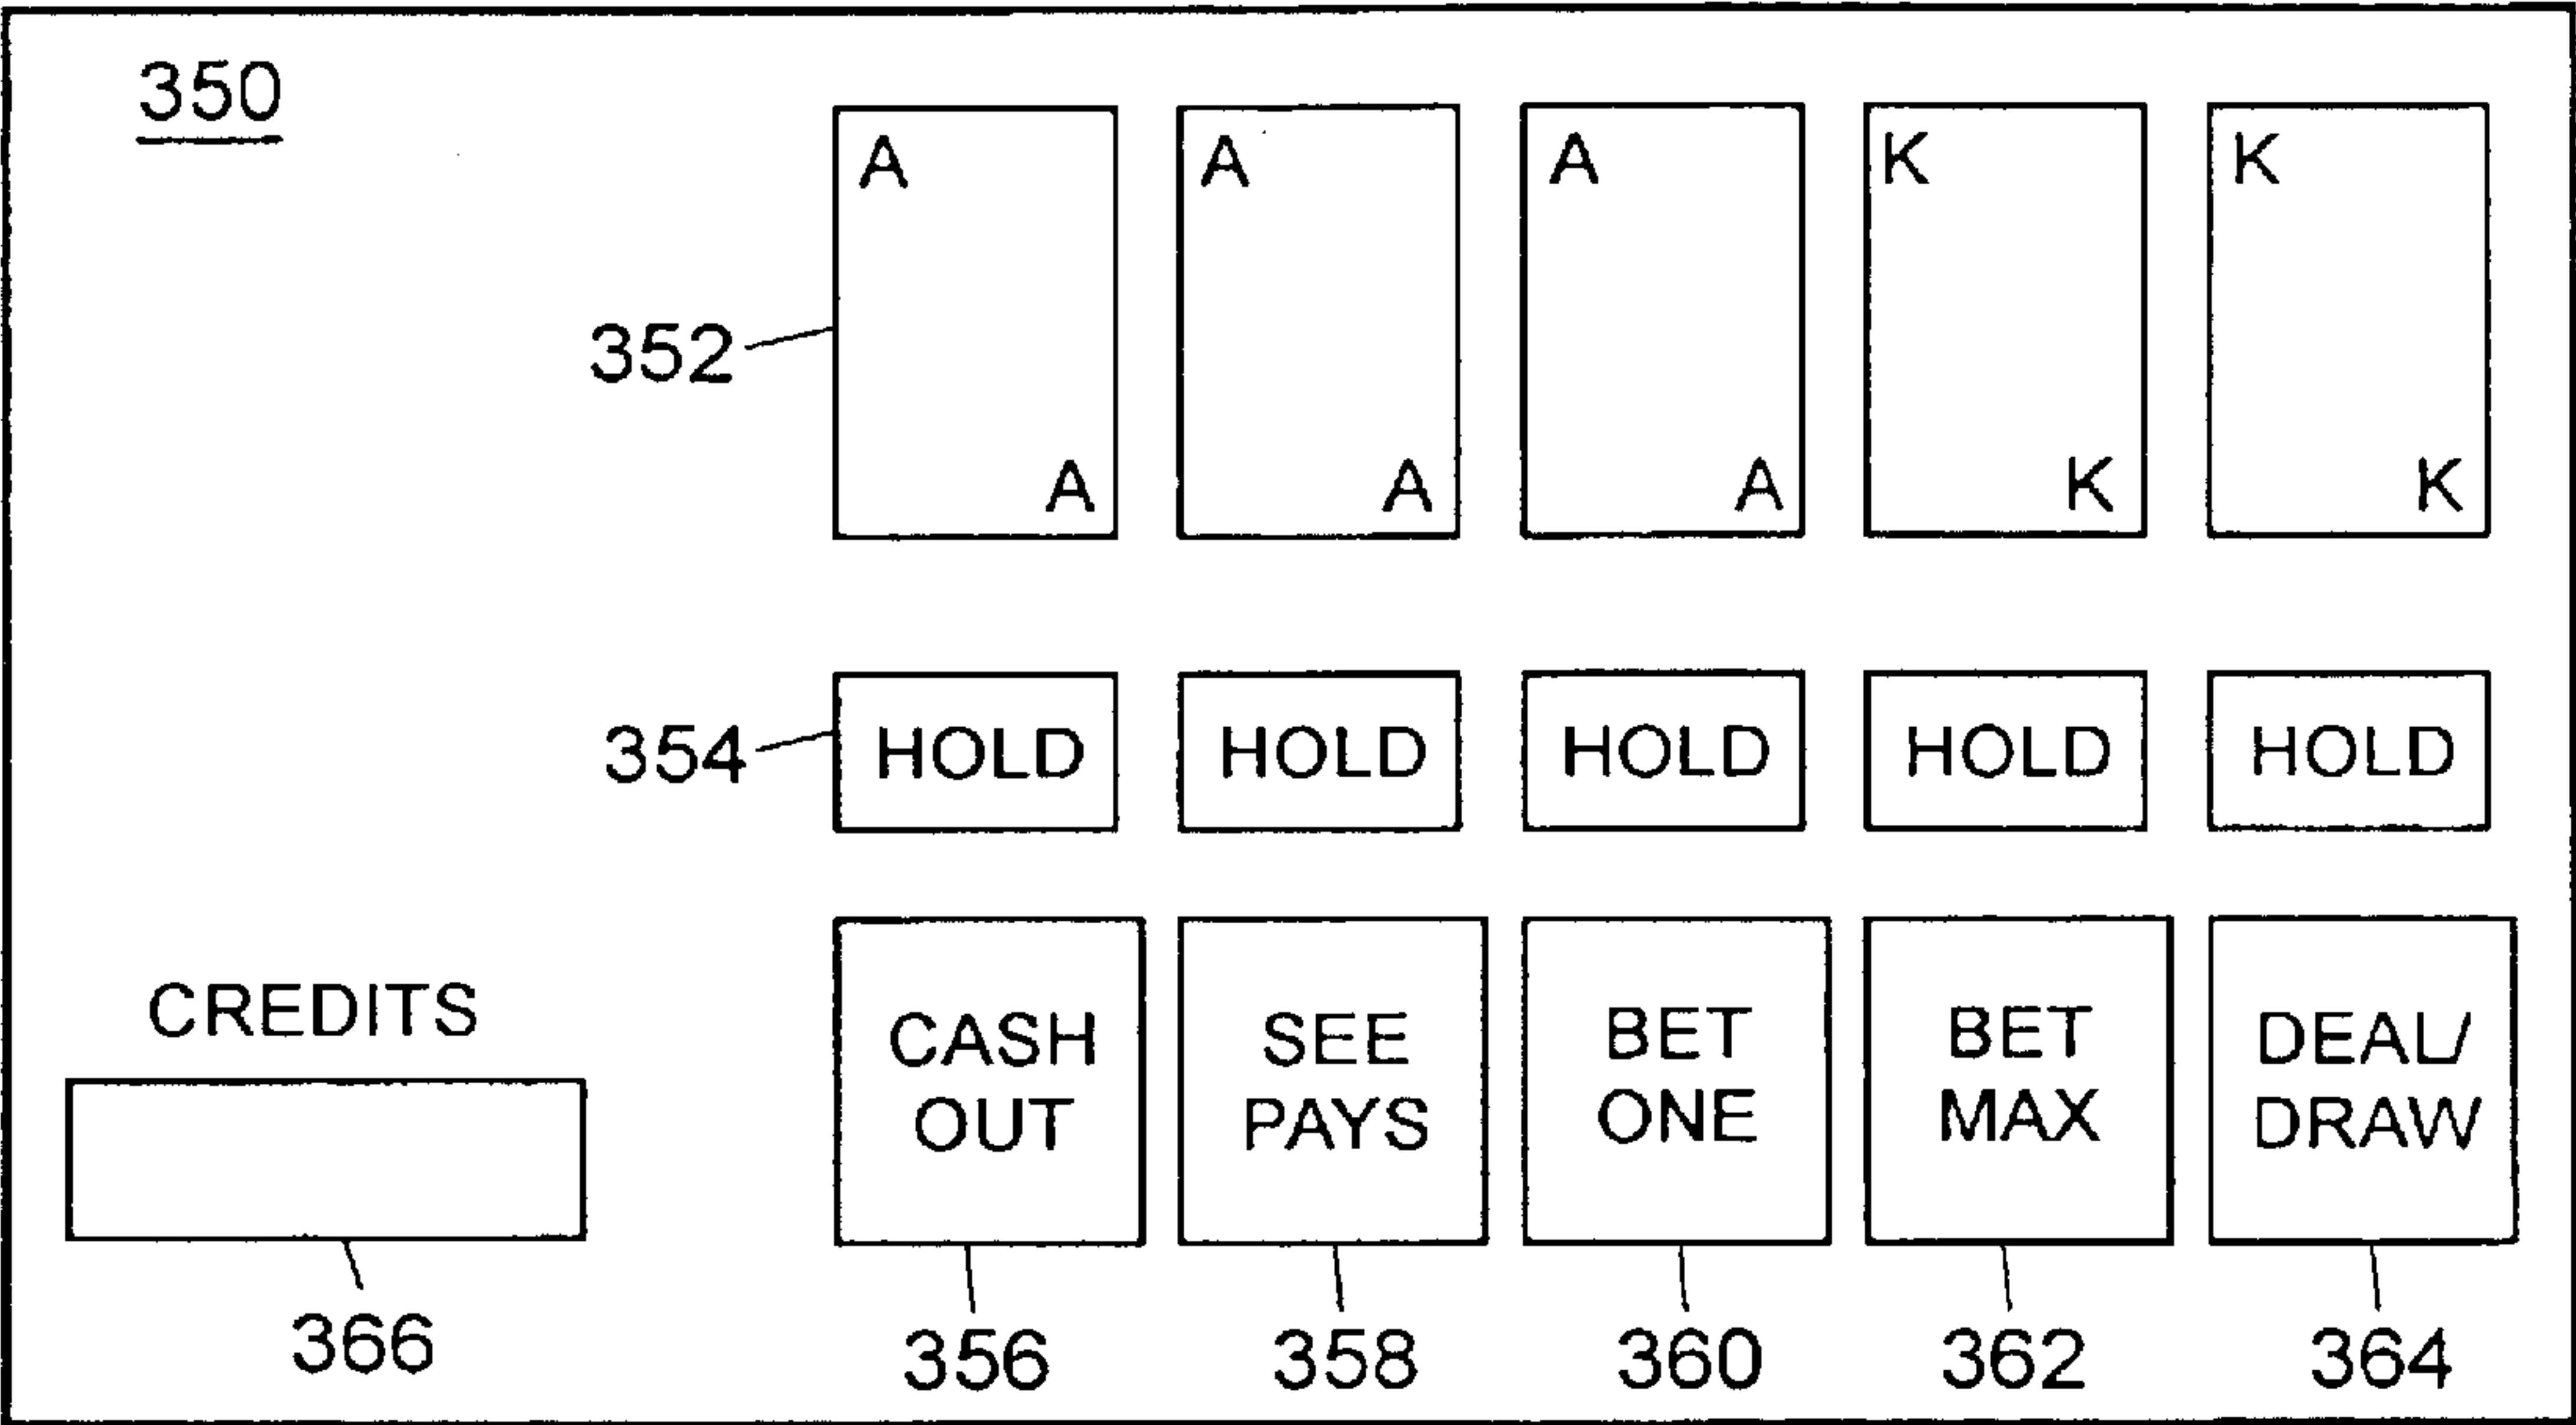 350
A A A K K
352
A A A K K
354 HOLD HOLD HOLD HOLD HOLD
CREDITS
CASH OUT
SEE PAYS
BET ONE
BET MAX
DEAL/ DRAW
366 356 358 360 362 364